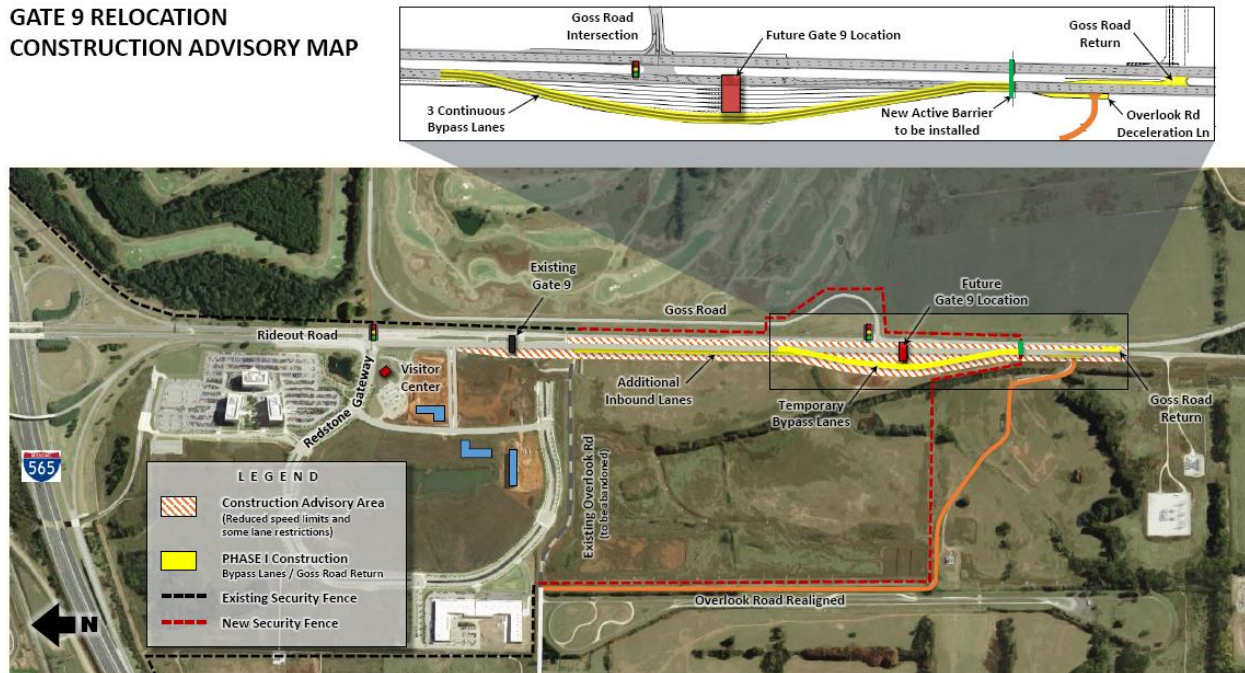 GATE 9 RELOCATION
CONSTRUCTION ADVISORY MAP
Goss Road
Intersection
Future Gate 9 Location
Goss Road
Return
3 Continuous
Bypass Lanes
New Active Barrier
to be installed
Overlook Rd
Deceleration Ln
Existing
Gate 9
Goss Road
Future
Gate 9 Location
Rideout Road
Redstone Gateway
Visitor
Center
Additional
Inbound Lanes
Temporary
Bypass Lanes
Goss Road
Return
Existing Overlook Rd
(to be abandoned)
INTERSTATE
565
LEGEND
Construction Advisory Area
(Reduced speed limits and
some lane restrictions)
PHASE I Construction
Bypass Lanes / Goss Road Return
Existing Security Fence
New Security Fence
Overlook Road Realigned
N